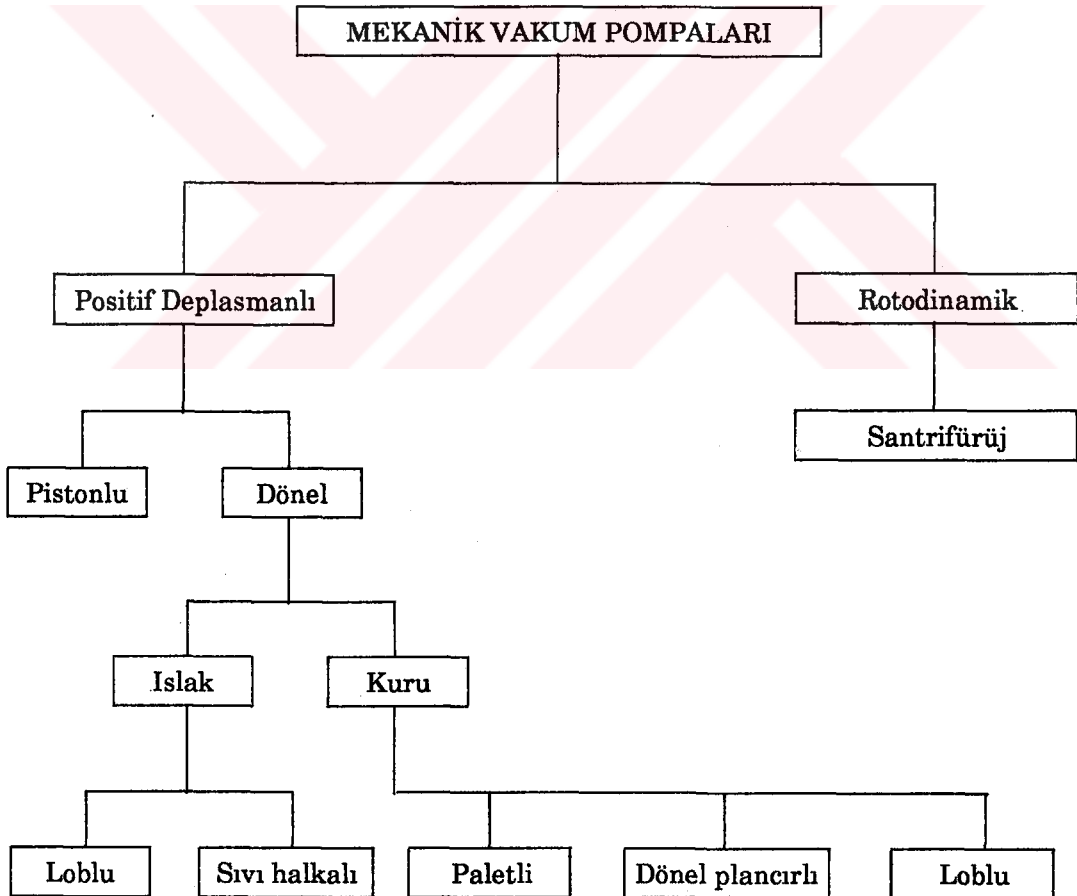 MEKANİK VAKUM POMPALARI
Positif Deplasmanlı
Rotodinamik
Santrifürüj
Pistonlu
Dönel
Islak
Kuru
Loblu
Sıvı halkalı
Paletli
Dönel plancırlı
Loblu